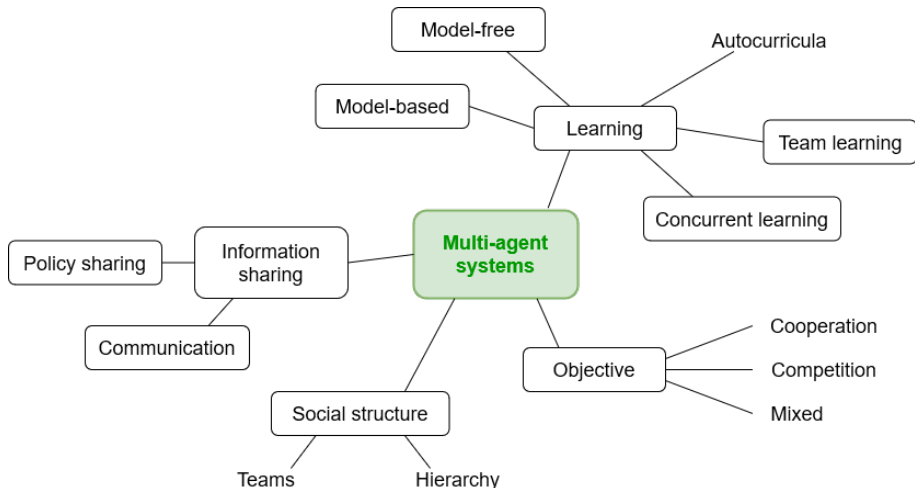 Model-free
Autocurricula
Model-based
Learning
Team learning
Concurrent learning
Multi-agent
systems
Information
sharing
Policy sharing
Communication
Cooperation
Objective
Competition
Social structure
Mixed
Teams
Hierarchy